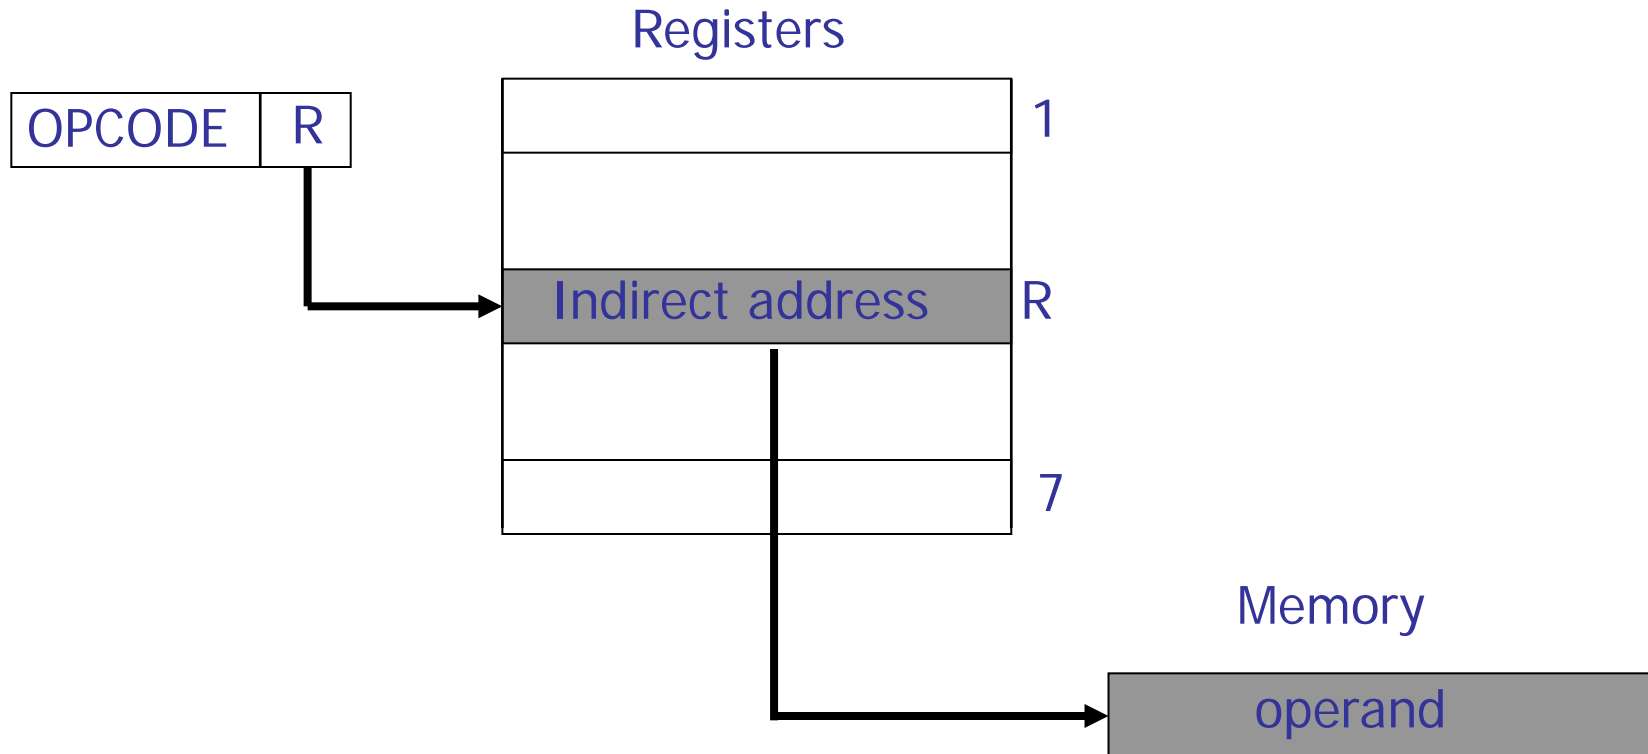 Registers
OPCODE R
1
Indirect address R
7
Memory
operand